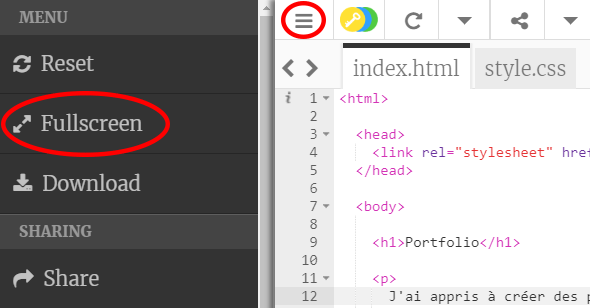 MENU
Reset
Fullscreen
Download
SHARING
Share
index.html style.css
i 1 <html>
2
3 <head>
4 <link rel="stylesheet" href
5 </head>
6
7 <body>
8
9 <h1>Portfolio</h1>
10
11 <p>
12 J'ai appris à créer des p